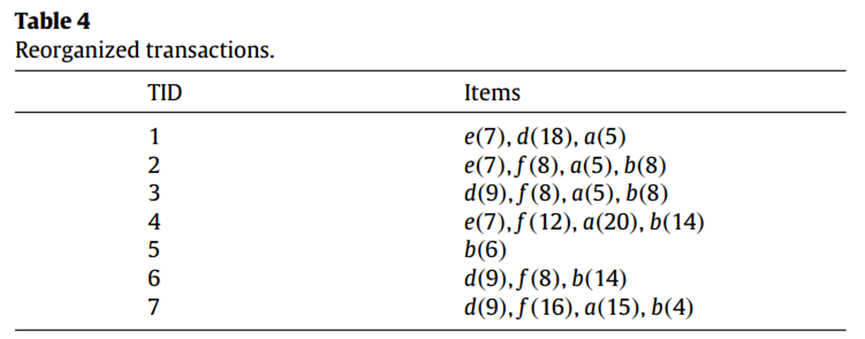 Table 4
Reorganized transactions.
TID Items
1 e(7), d(18), a(5)
2 e(7), f(8), a(5), b(8)
3 d(9), f(8), a(5), b(8)
4 e(7), f(12), a(20), b(14)
5 b(6)
6 d(9), f(8), b(14)
7 d(9), f(16), a(15), b(4)